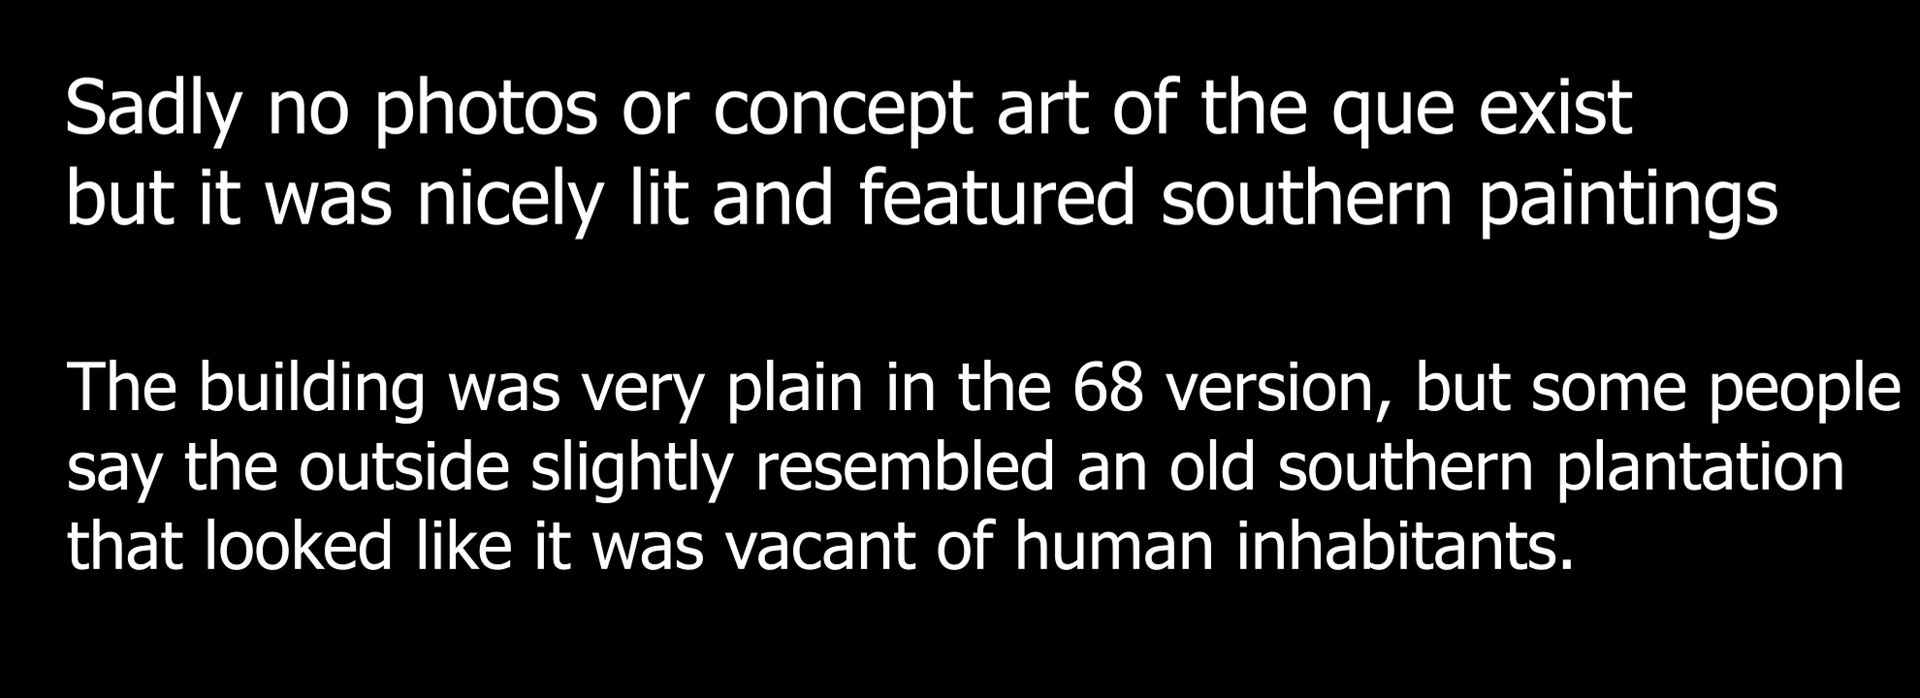 Sadly no photos or concept art of the que exist
but it was nicely lit and featured southern paintings
The building was very plain in the 68 version, but some people
say the outside slightly resembled an old southern plantation
that looked like it was vacant of human inhabitants.